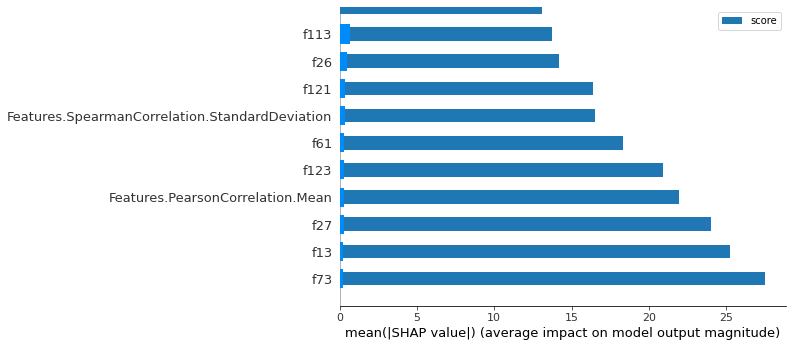 score
f113
f26
f121
Features.SpearmanCorrelation.StandardDeviation
f61
f123
Features.PearsonCorrelation.Mean
f27
f13
f73
0 5 10 15 20 25
mean(|SHAP value|) (average impact on model output magnitude)